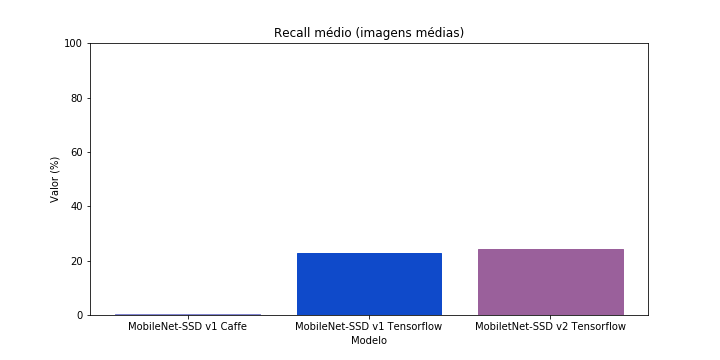 Recall médio (imagens médias)
100
80
60
40
20
0
Valor (%)
MobileNet-SSD v1 Caffe
MobileNet-SSD v1 Tensorflow
MobiletNet-SSD v2 Tensorflow
Modelo